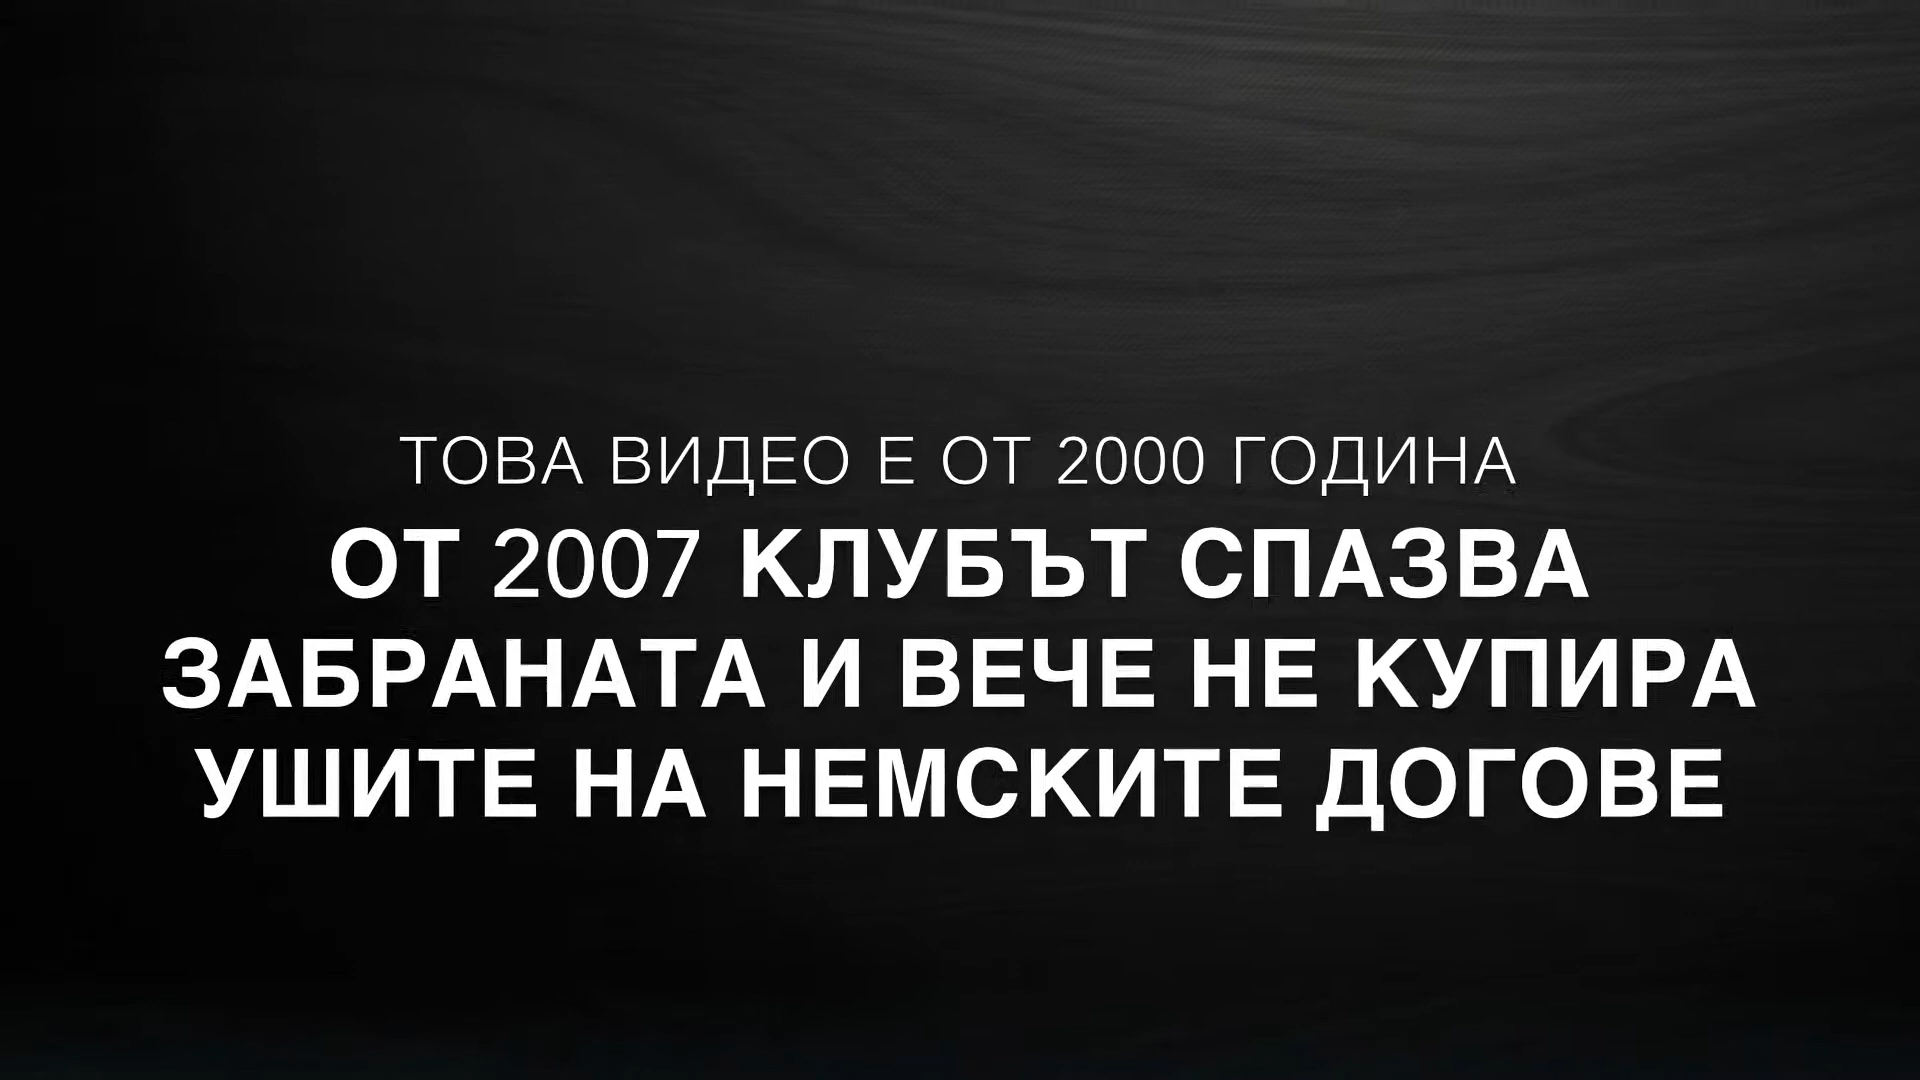 ТОВА ВИДЕО Е ОТ 2000 ГОДИНА
ОТ 2007 КЛУБЪТ СПАЗВА
ЗАБРАНАТА И ВЕЧЕ НЕ КУПИРА
УШИТЕ НА НЕМСКИТЕ ДОГОВЕ